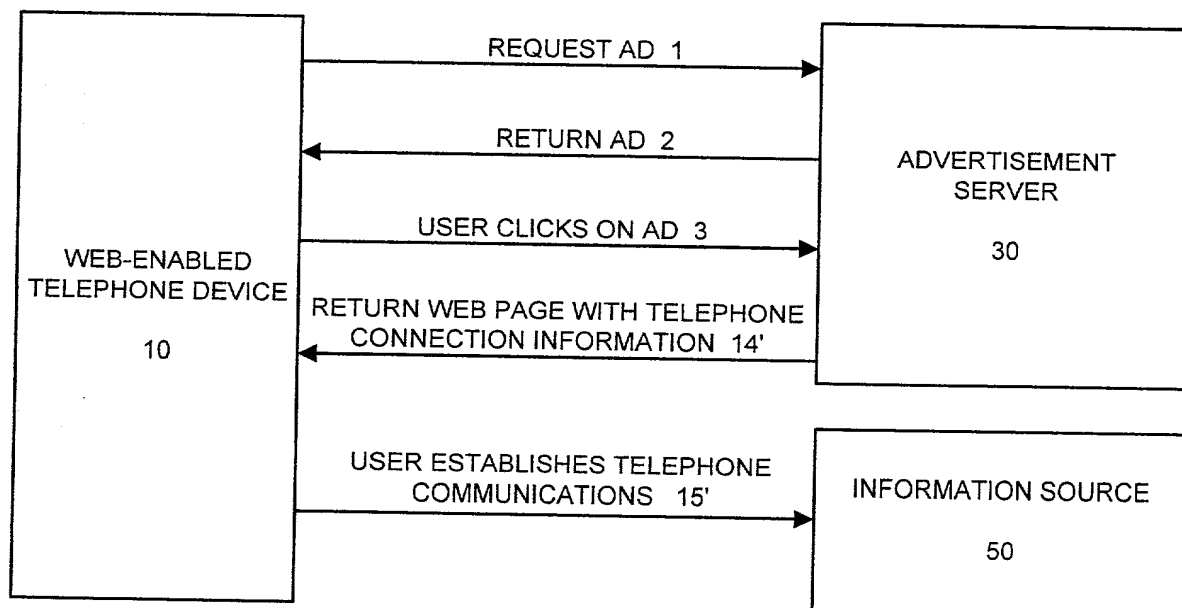 REQUEST AD 1
RETURN AD 2
USER CLICKS ON AD 3
RETURN WEB PAGE WITH TELEPHONE
CONNECTION INFORMATION 14'
USER ESTABLISHES TELEPHONE
COMMUNICATIONS 15'
WEB-ENABLED
TELEPHONE DEVICE
10
ADVERTISEMENT
SERVER
30
INFORMATION SOURCE
50